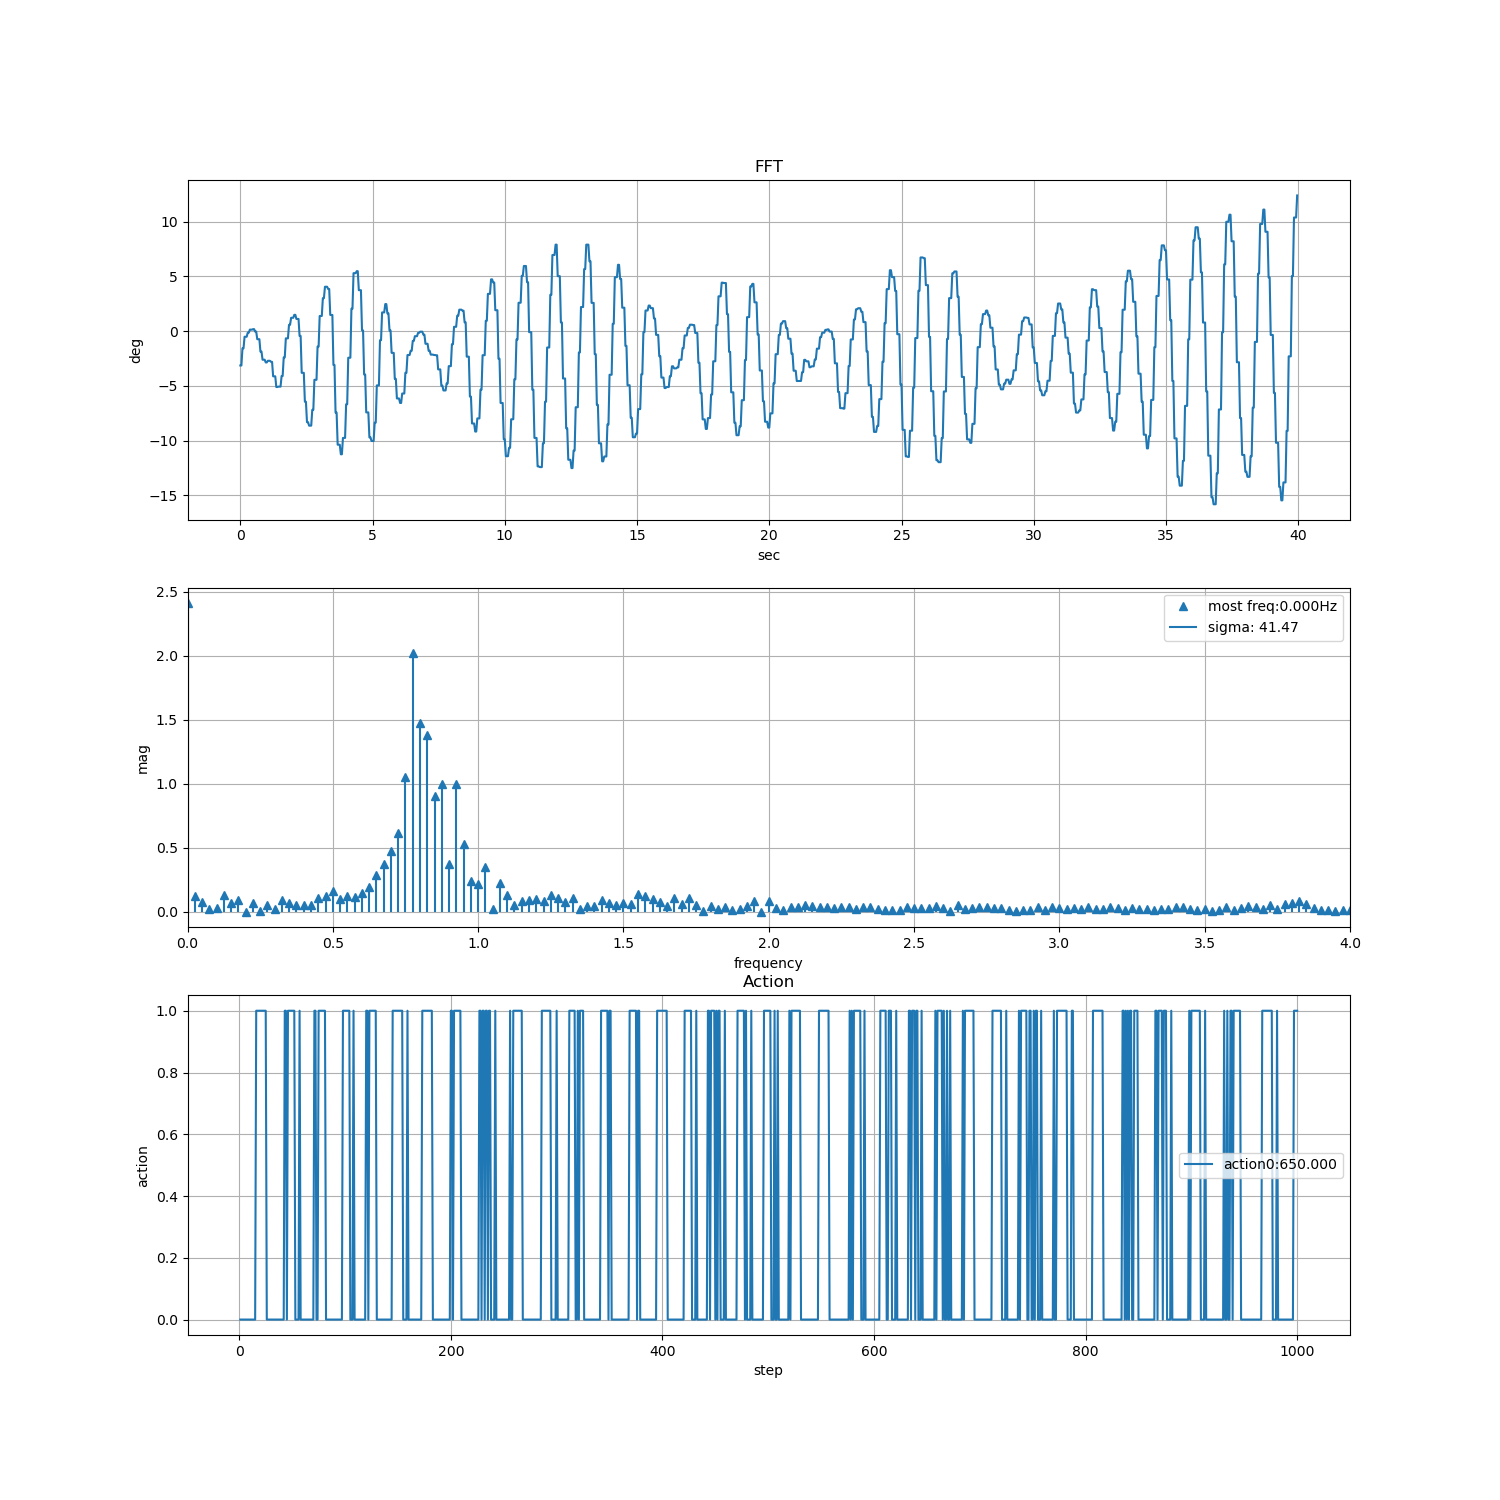 FFT
10
5
0
−5
−10
−15
deg
0 5 10 15 20 25 30 35 40
sec
2.5
2.0
1.5
1.0
0.5
0.0
mag
most freq:0.000Hz
sigma: 41.47
0.0 0.5 1.0 1.5 2.0 2.5 3.0 3.5 4.0
frequency
Action
1.0
0.8
0.6
0.4
0.2
0.0
action
action0:650.000
0 200 400 600 800 1000
step